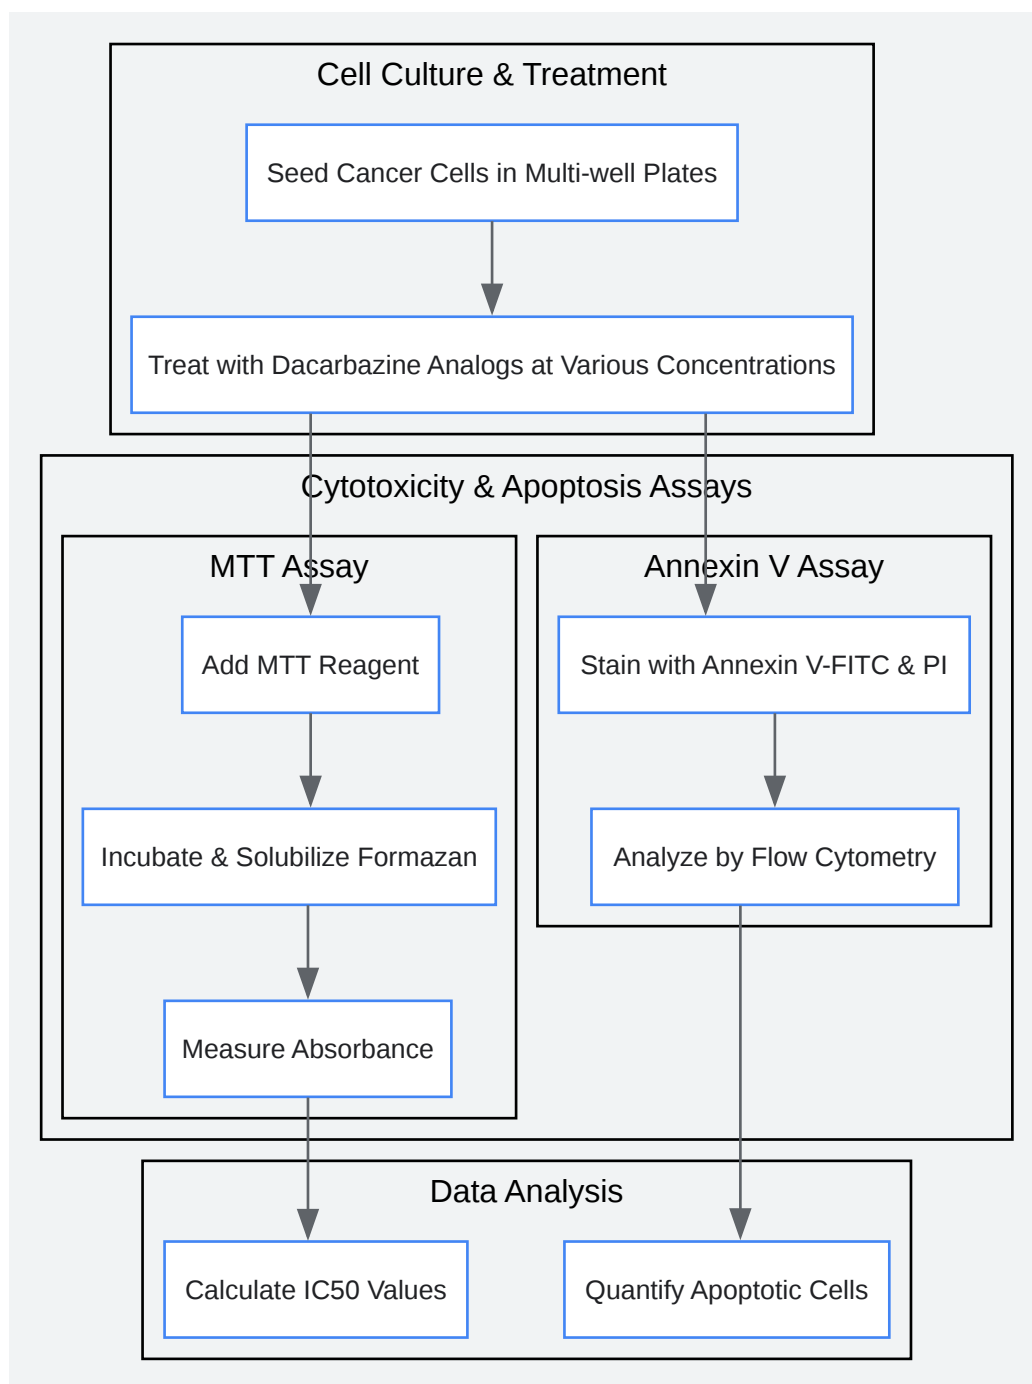 Cell Culture & Treatment
Seed Cancer Cells in Multi-well Plates
Treat with Dacarbazine Analogs at Various Concentrations
Cytotoxicity & Apoptosis Assays
MTT Assay
Add MTT Reagent
Incubate & Solubilize Formazan
Measure Absorbance
Annexin V Assay
Stain with Annexin V-FITC & PI
Analyze by Flow Cytometry
Data Analysis
Calculate IC50 Values
Quantify Apoptotic Cells